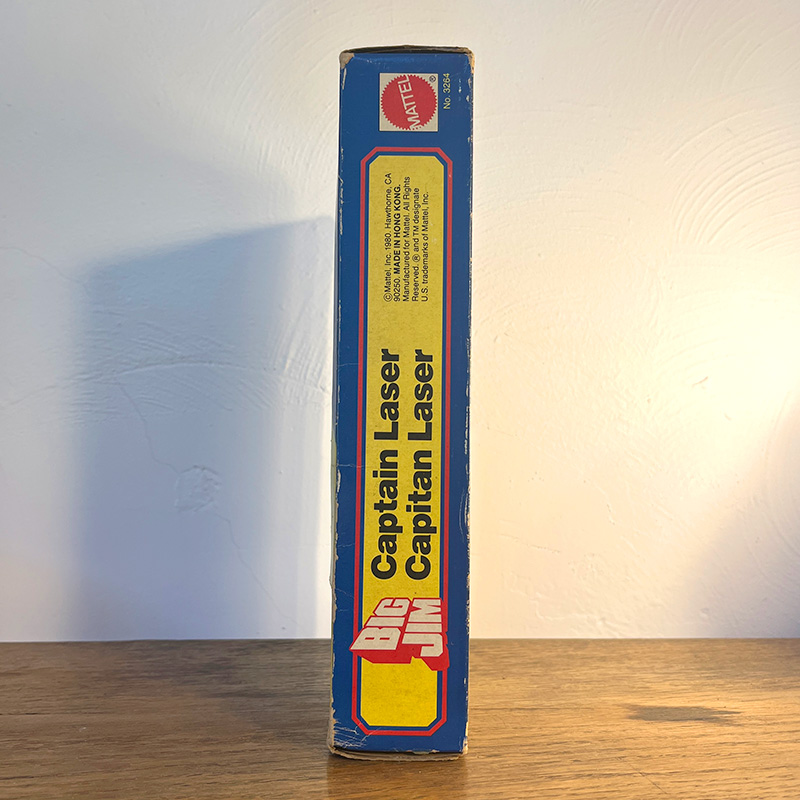 MATTEL
®
No. 3264
©Mattel, Inc. 1980. Hawthorne, CA
90250. MADE IN HONG KONG.
Manufactured for Mattel. All Rights
Reserved. ® and TM designate
U.S. trademarks of Mattel, Inc.
Captain Laser
Capitan Laser
BIG
JIM